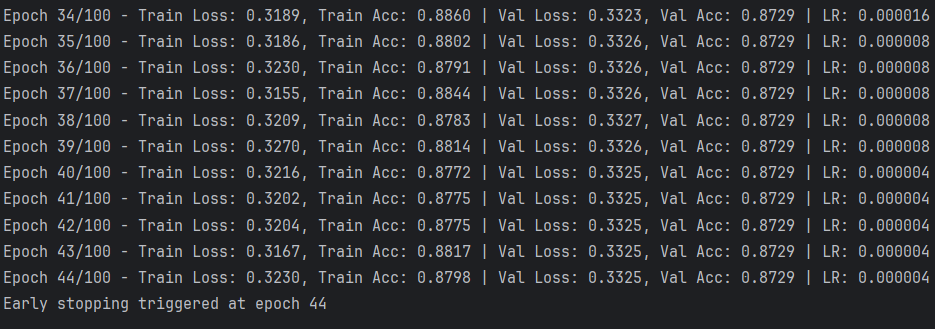 Epoch 34/100 - Train Loss: 0.3189, Train Acc: 0.8860 | Val Loss: 0.3323, Val Acc: 0.8729 | LR: 0.000016
Epoch 35/100 - Train Loss: 0.3186, Train Acc: 0.8802 | Val Loss: 0.3326, Val Acc: 0.8729 | LR: 0.000008
Epoch 36/100 - Train Loss: 0.3230, Train Acc: 0.8791 | Val Loss: 0.3326, Val Acc: 0.8729 | LR: 0.000008
Epoch 37/100 - Train Loss: 0.3155, Train Acc: 0.8844 | Val Loss: 0.3326, Val Acc: 0.8729 | LR: 0.000008
Epoch 38/100 - Train Loss: 0.3209, Train Acc: 0.8783 | Val Loss: 0.3327, Val Acc: 0.8729 | LR: 0.000008
Epoch 39/100 - Train Loss: 0.3270, Train Acc: 0.8814 | Val Loss: 0.3326, Val Acc: 0.8729 | LR: 0.000008
Epoch 40/100 - Train Loss: 0.3216, Train Acc: 0.8772 | Val Loss: 0.3325, Val Acc: 0.8729 | LR: 0.000004
Epoch 41/100 - Train Loss: 0.3202, Train Acc: 0.8775 | Val Loss: 0.3325, Val Acc: 0.8729 | LR: 0.000004
Epoch 42/100 - Train Loss: 0.3204, Train Acc: 0.8775 | Val Loss: 0.3325, Val Acc: 0.8729 | LR: 0.000004
Epoch 43/100 - Train Loss: 0.3167, Train Acc: 0.8817 | Val Loss: 0.3325, Val Acc: 0.8729 | LR: 0.000004
Epoch 44/100 - Train Loss: 0.3230, Train Acc: 0.8798 | Val Loss: 0.3325, Val Acc: 0.8729 | LR: 0.000004
Early stopping triggered at epoch 44